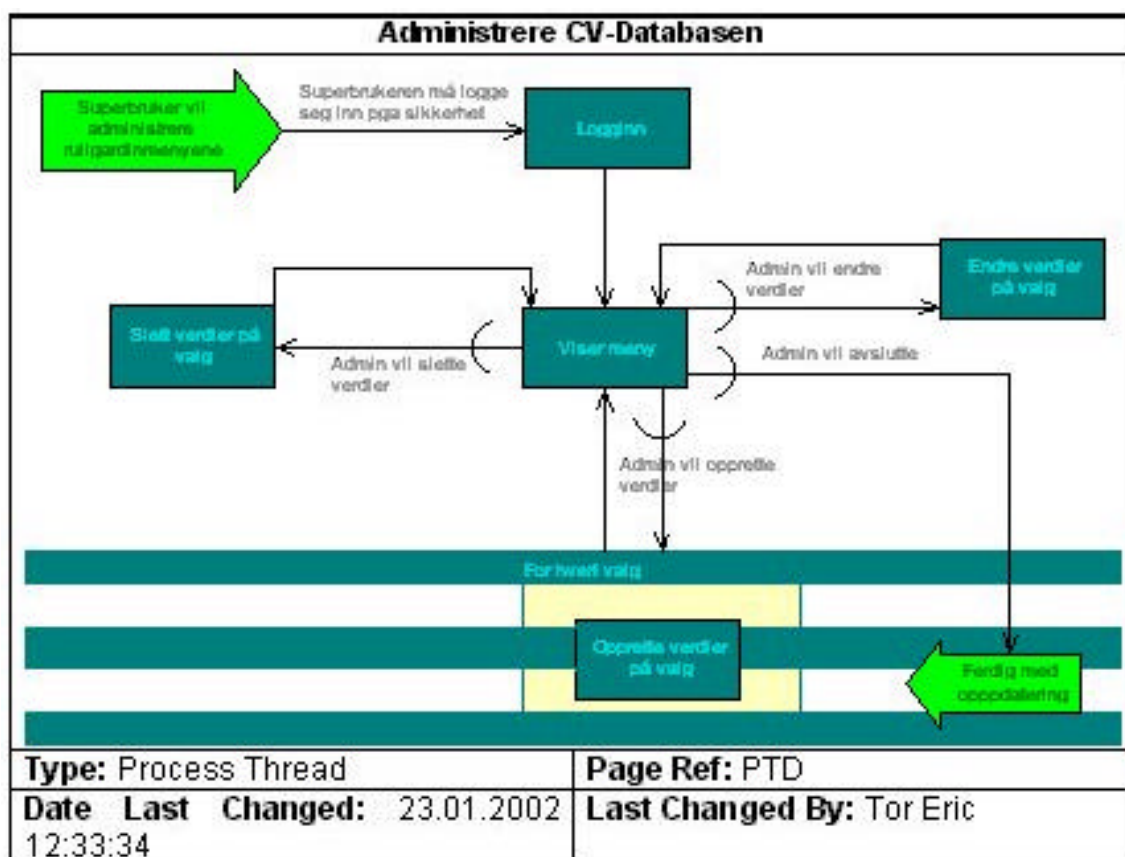 Administrere CV-Databasen
Superbruker vil
administrere
rullgardinmenyene
Superbrukeren må logge
seg inn pga sikkerhet
Logginn
Admin vil endre
verdier
Endre verdier
på valg
Slett verdier på
valg
Admin vil slette
verdier
Viser meny
Admin vil avslutte
Admin vil opprette
verdier
For hvert valg
Opprette verdier
på valg
Ferdig med
opppdatering
Type: Process Thread
Page Ref: PTD
Date Last Changed: 23.01.2002
12:33:34
Last Changed By: Tor Eric